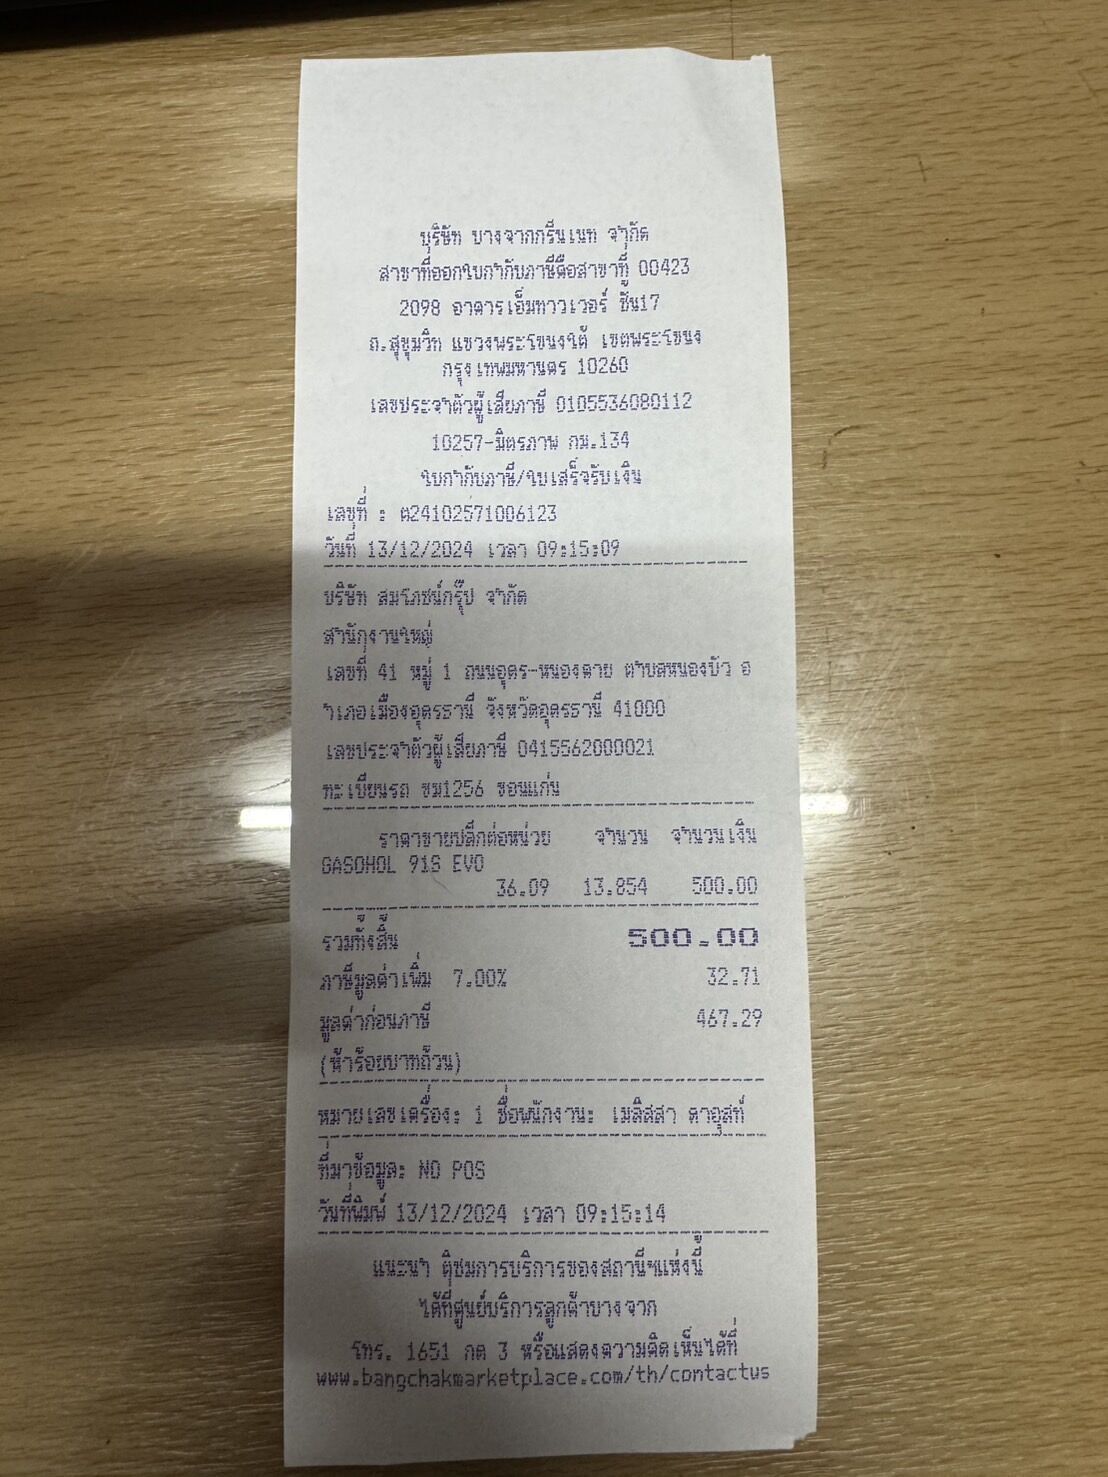 บริษัท บางจากกรีนเนท จำกัด
สาขาที่ออกใบกำกับภาษีคือสาขาที่ 00423
2098 อาคารเอ็มทาวเวอร์ ชั้น17
ถ.สุขุมวิท แขวงพระโขนงใต้ เขตพระโขนง
กรุงเทพมหานคร 10260
เลขประจำตัวผู้เสียภาษี 0105536080112
10257-มิตรภาพ กม.134
ใบกำกับภาษี/ใบเสร็จรับเงิน
เลขที่ : ต24102571006123
วันที่ 13/12/2024 เวลา 09:15:09
บริษัท สมโภชน์กรุ๊ป จำกัด
สำนักงานใหญ่
เลขที่ 41 หมู่ 1 ถนนอุดร-หนองคาย ตำบลหนองบัว อ
ำเภอเมืองอุดรธานี จังหวัดอุดรธานี 41000
เลขประจำตัวผู้เสียภาษี 0415562000021
ทะเบียนรถ ขม1256 ขอนแก่น
ราคาขายปลีกต่อหน่วย จำนวน จำนวนเงิน
GASOHOL 91S EVO
36.09 13.854 500.00
รวมทั้งสิ้น 500.00
ภาษีมูลค่าเพิ่ม 7.00% 32.71
มูลค่าก่อนภาษี 467.29
(ห้าร้อยบาทถ้วน)
หมายเลขเครื่อง: 1 ชื่อพนักงาน: เมลิสสา ดาอุสท์
ที่มาข้อมูล: NO POS
วันที่พิมพ์ 13/12/2024 เวลา 09:15:14
แนะนำ ติชมการบริการของสถานีฯแห่งนี้
ได้ที่ศูนย์บริการลูกค้าบางจาก
โทร. 1651 กด 3 หรือแสดงความคิดเห็นได้ที่
www.bangchakmarketplace.com/th/contactus